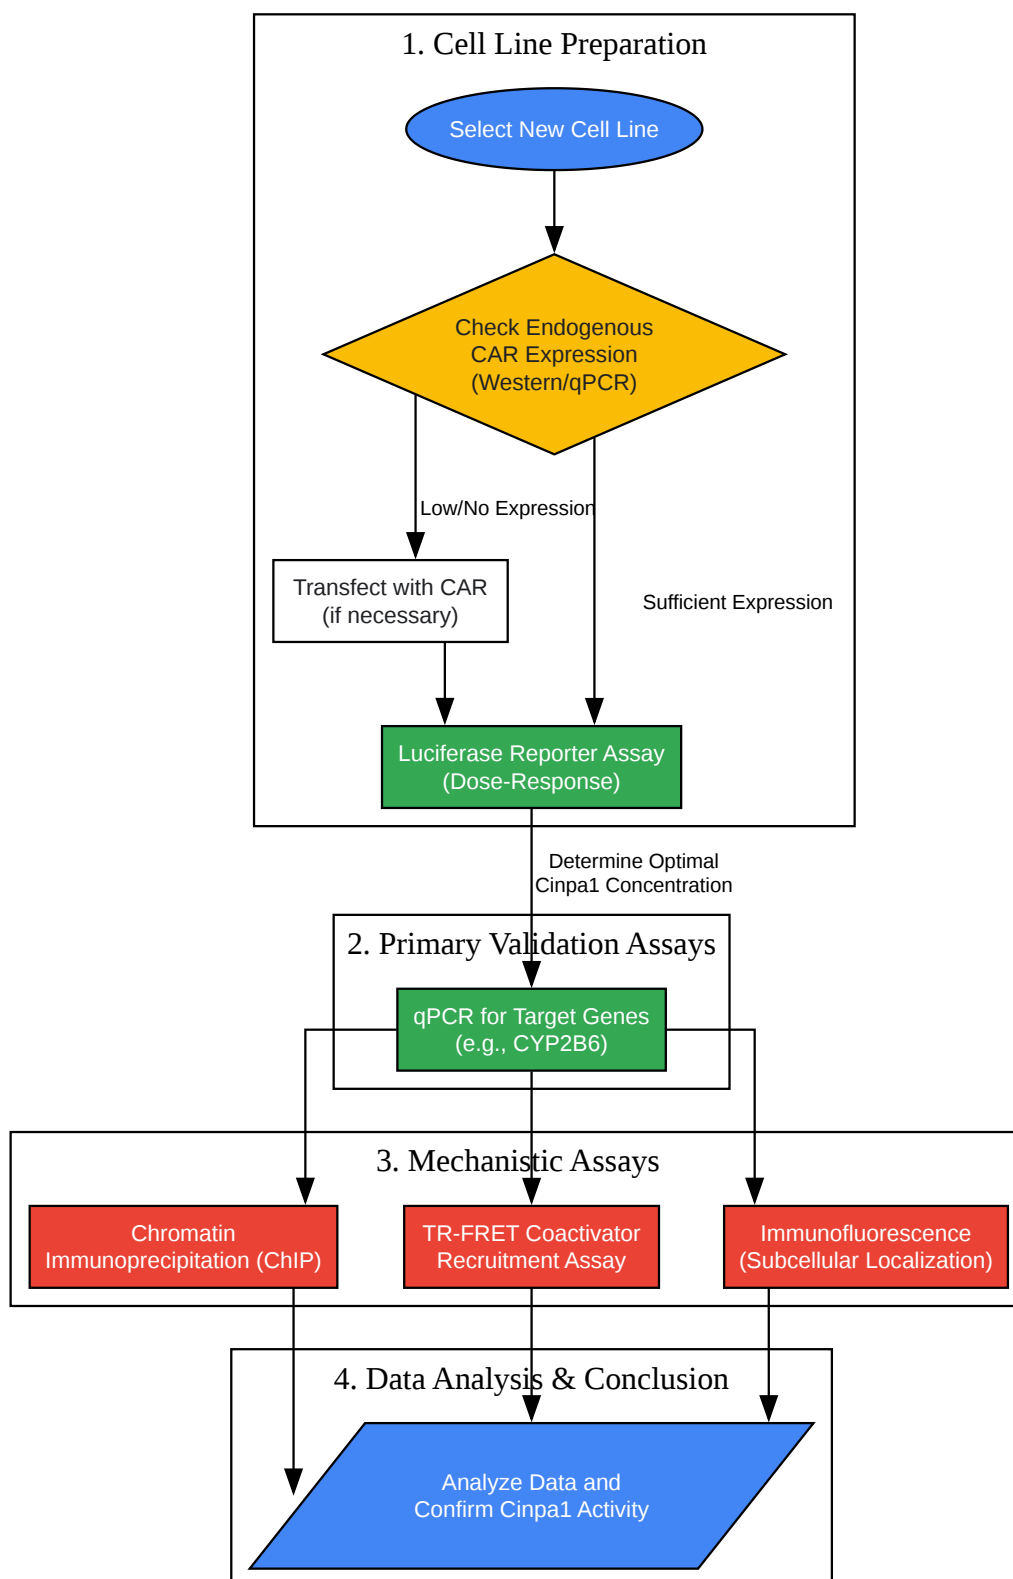 1. Cell Line Preparation
Select New Cell Line
Check Endogenous
CAR Expression
(Western/qPCR)
Low/No Expression
Transfect with CAR
(if necessary)
Sufficient Expression
Luciferase Reporter Assay
(Dose-Response)
Determine Optimal
Cinpa1 Concentration
2. Primary Validation Assays
qPCR for Target Genes
(e.g., CYP2B6)
3. Mechanistic Assays
Chromatin
Immunoprecipitation (ChIP)
TR-FRET Coactivator
Recruitment Assay
Immunofluorescence
(Subcellular Localization)
4. Data Analysis & Conclusion
Analyze Data and
Confirm Cinpa1 Activity